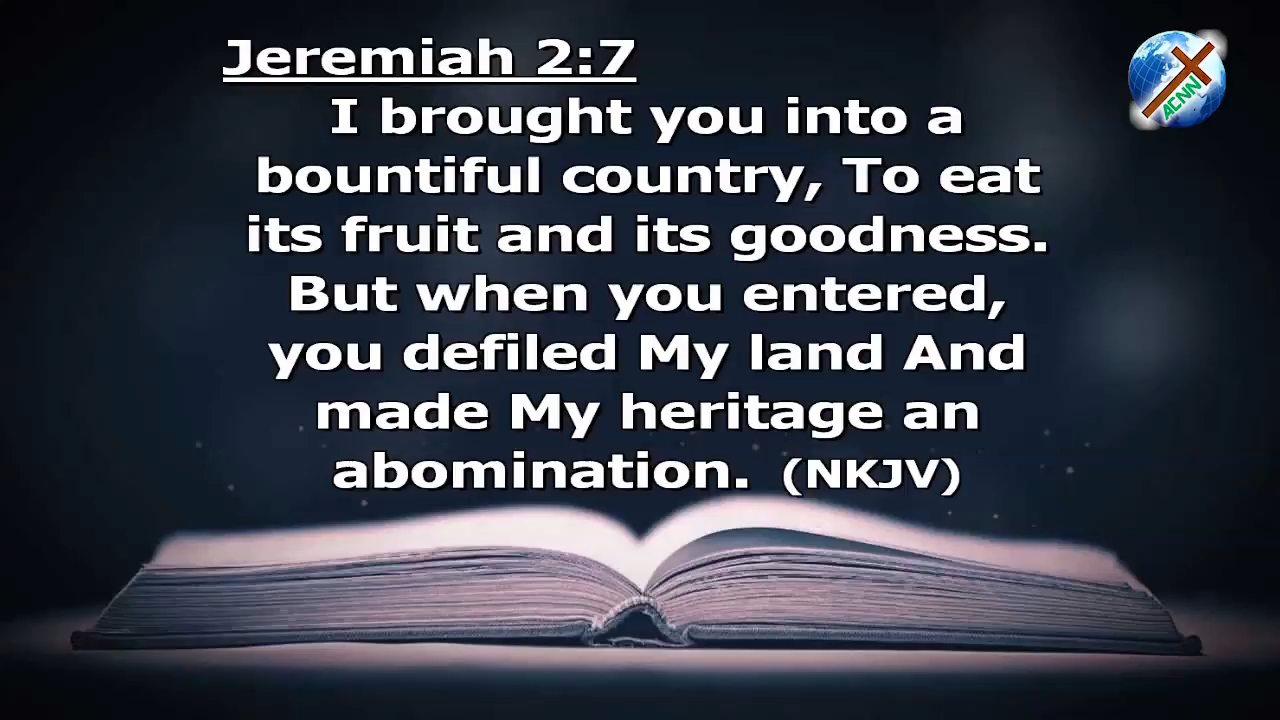 Jeremiah 2:7
I brought you into a
bountiful country, To eat
its fruit and its goodness.
But when you entered,
you defiled My land And
made My heritage an
abomination. (NKJV)
ACNN